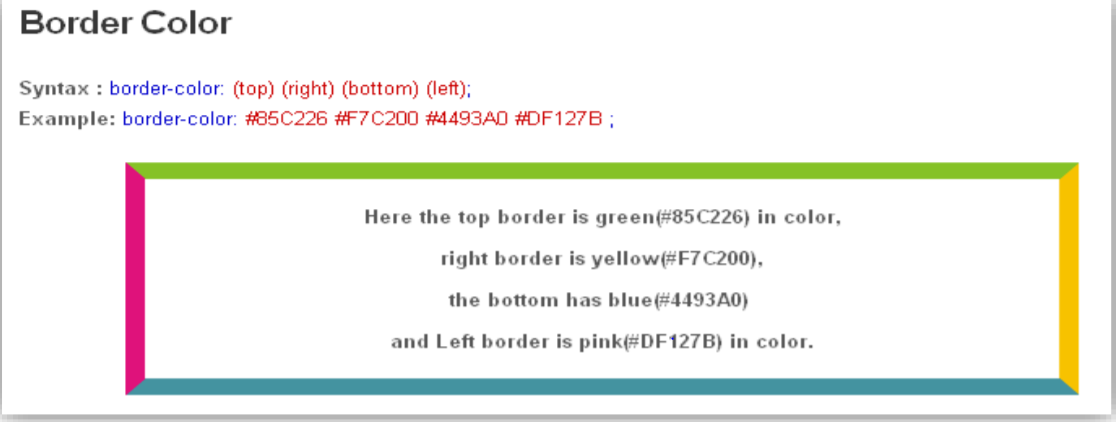 Border Color
Syntax : border-color: (top) (right) (bottom) (left);
Example: border-color: #85C226 #F7C200 #4493A0 #DF127B ;
Here the top border is green(#85C226) in color,
right border is yellow(#F7C200),
the bottom has blue(#4493A0)
and Left border is pink(#DF127B) in color.